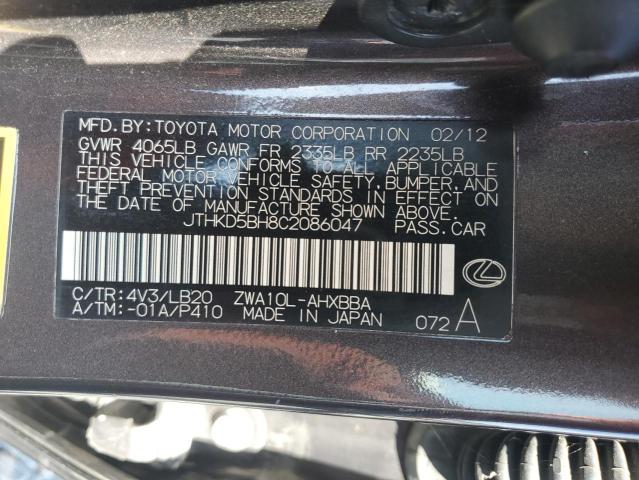 MFD. BY: TOYOTA MOTOR CORPORATION 02/12
GVWR 4065LB GAWR FR 2335LB RR 2235LB
THIS VEHICLE CONFORMS TO ALL APPLICABLE
FEDERAL MOTOR VEHICLE SAFETY, BUMPER, AND
THEFT PREVENTION STANDARDS IN EFFECT ON
THE DATE OF MANUFACTURE SHOWN ABOVE.
JTHKD5BH8C2086047 PASS. CAR
C/TR: 4V3/LB20 ZWA10L-AHXBBA
A/TM: -01A/P410 MADE IN JAPAN 072 A